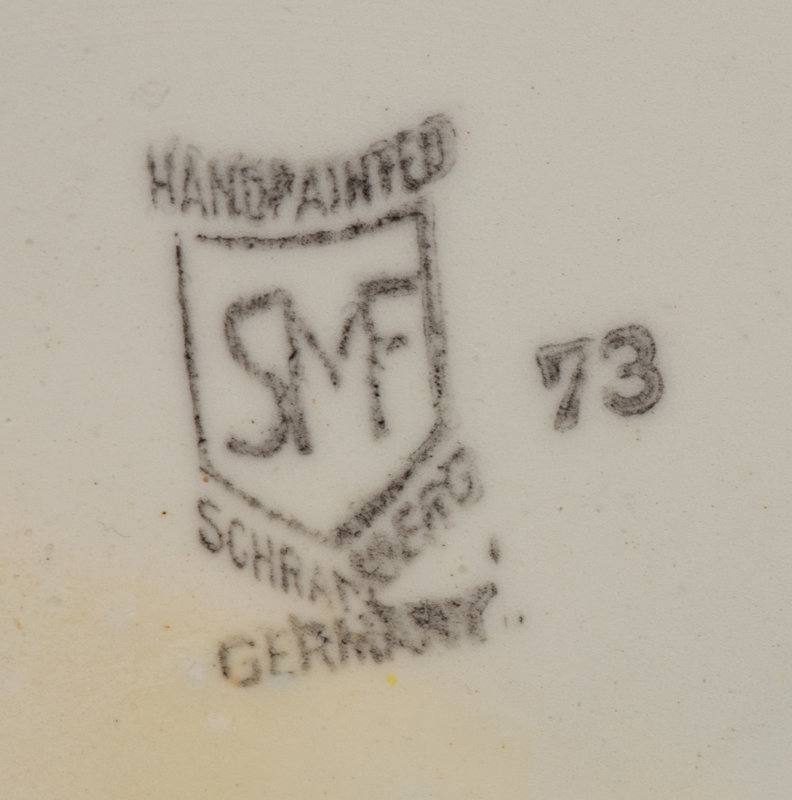 HANDPAINTED
SMF
73
SCHRAMBERG
GERMANY